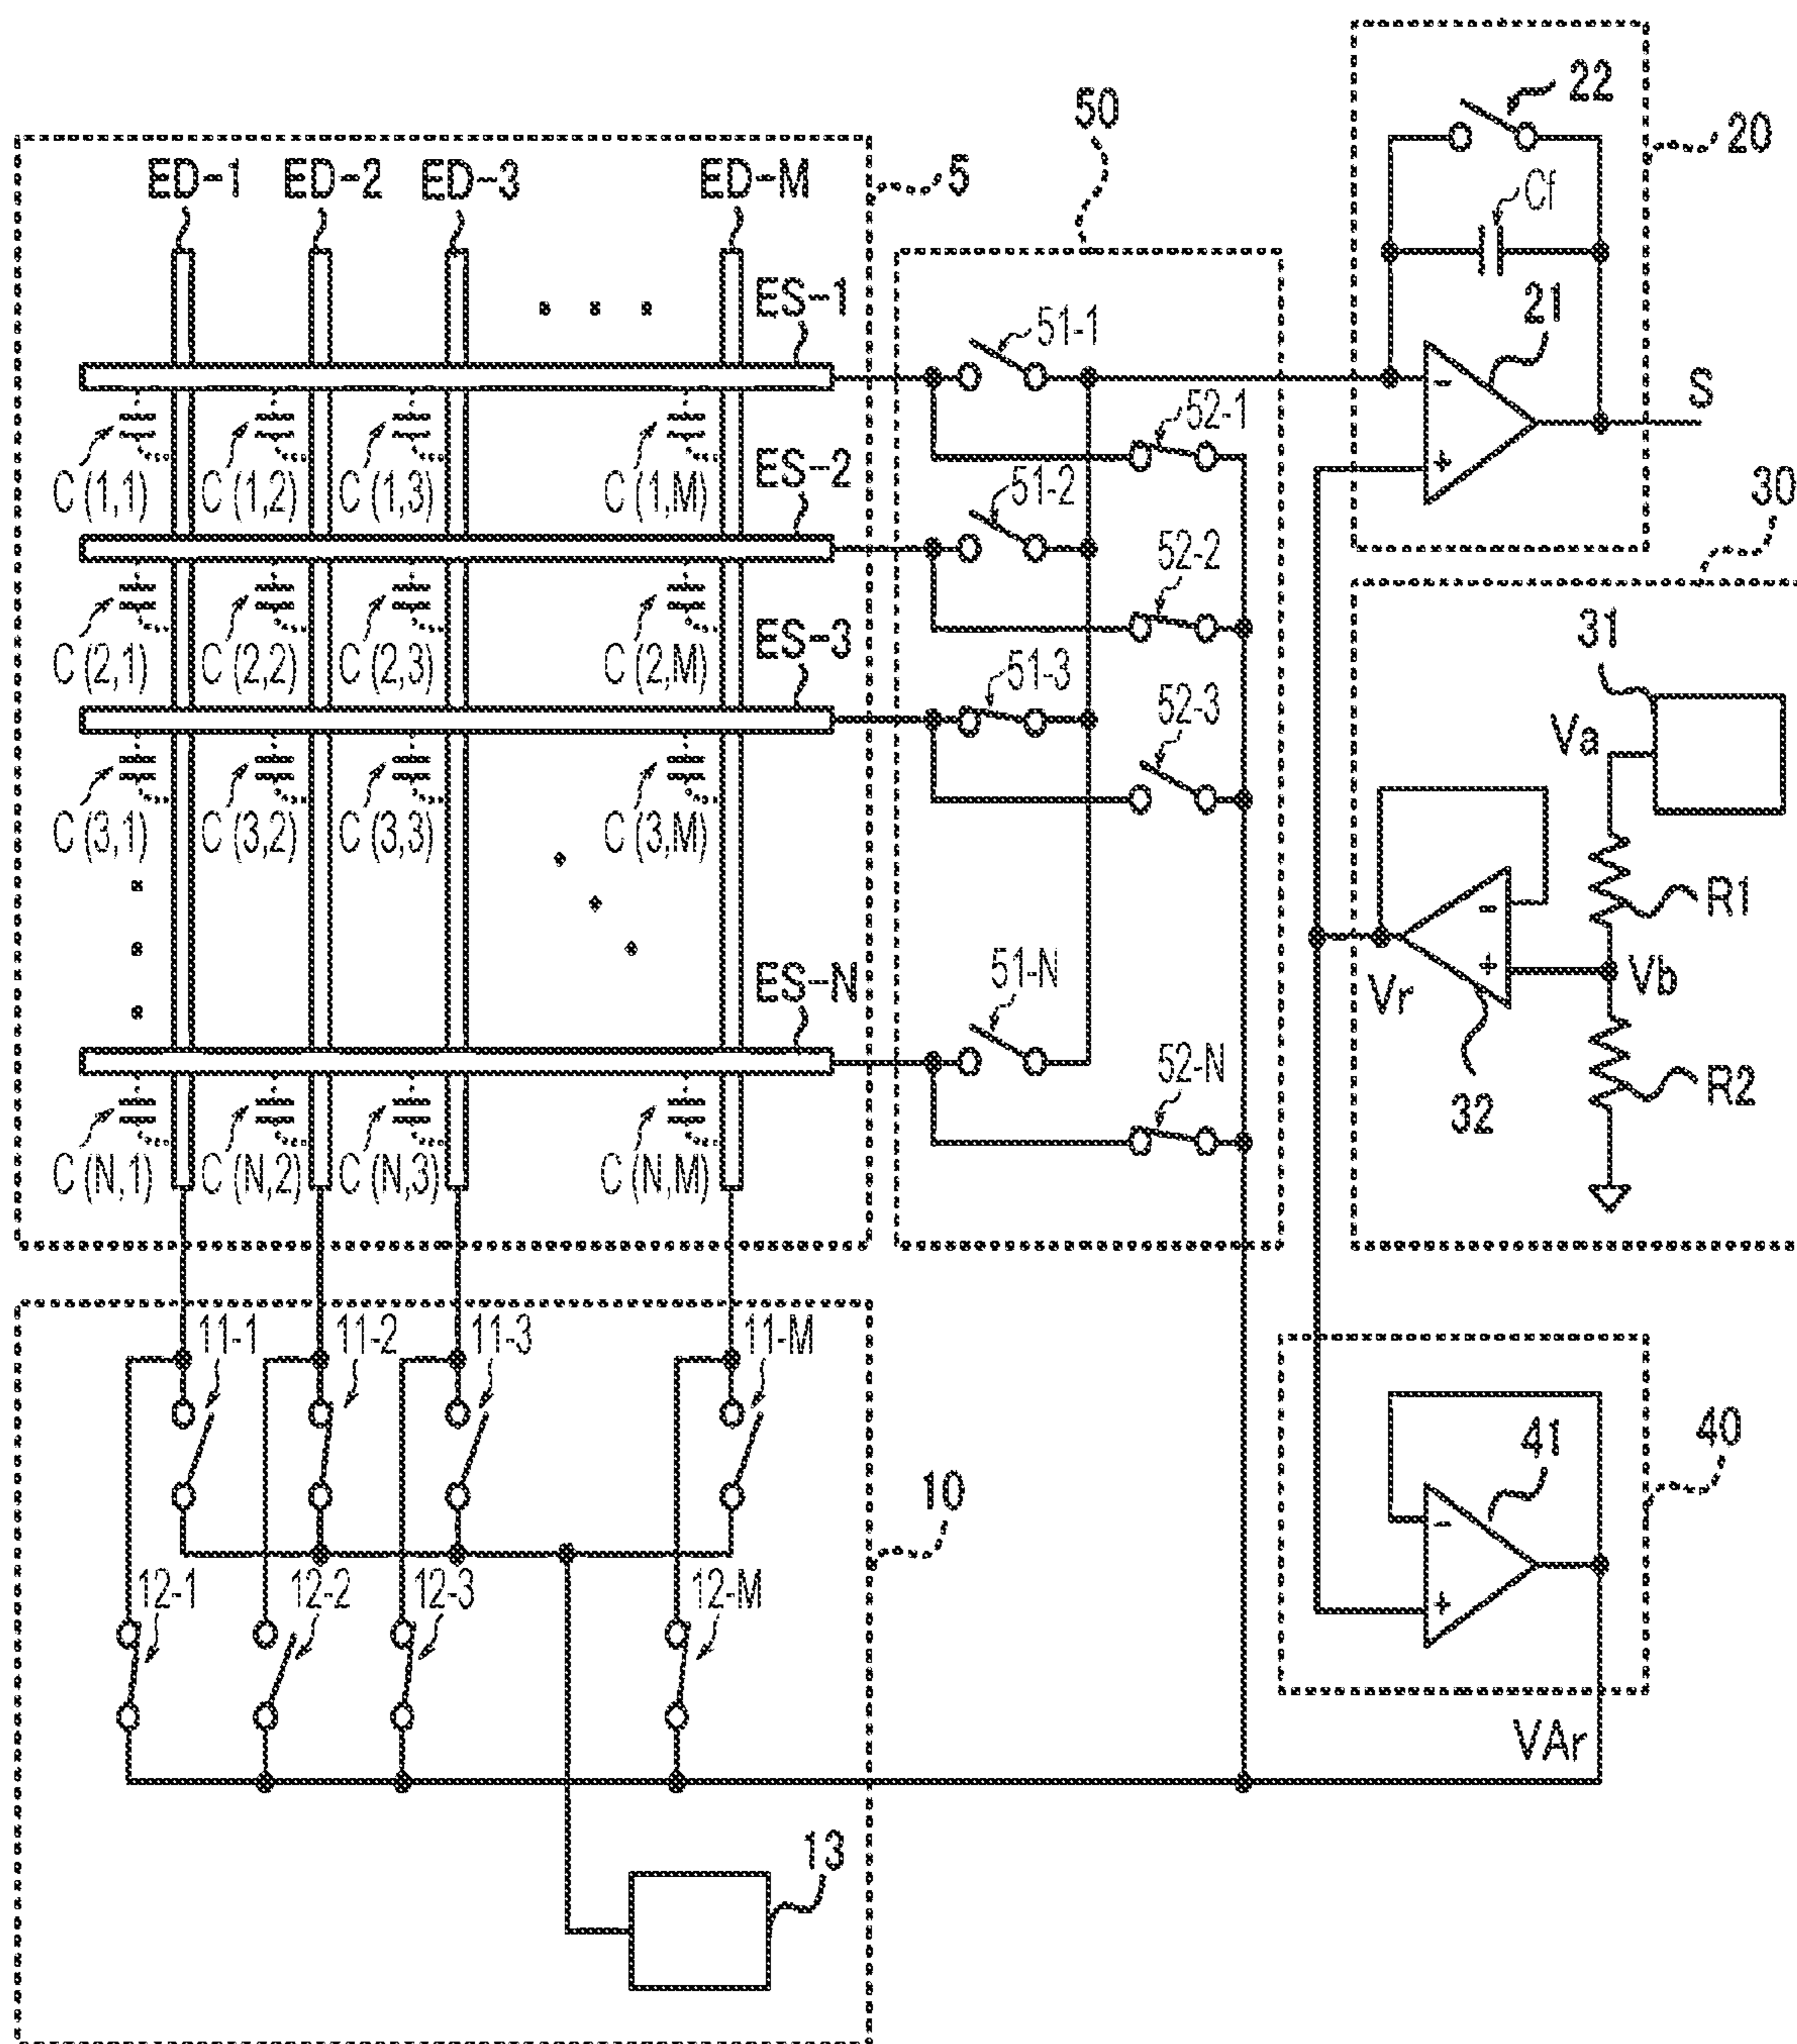 22
50
20
ED-1 ED-2 ED-3 ED-M
5
Cf
ES-1
21
51-1
S
52-1
C(1,1) C(1,2) C(1,3) C(1,M)
ES-2
51-2
30
52-2
31
C(2,1) C(2,2) C(2,3) C(2,M)
ES-3
51-3
52-3
Va
C(3,1) C(3,2) C(3,3) C(3,M)
R1
-
+
ES-N
51-N
Vr
Vb
52-N
R2
32
C(N,1) C(N,2) C(N,3) C(N,M)
11-1 11-2 11-3 11-M
41
40
10
-
+
12-1 12-2 12-3 12-M
VAr
13
-
+